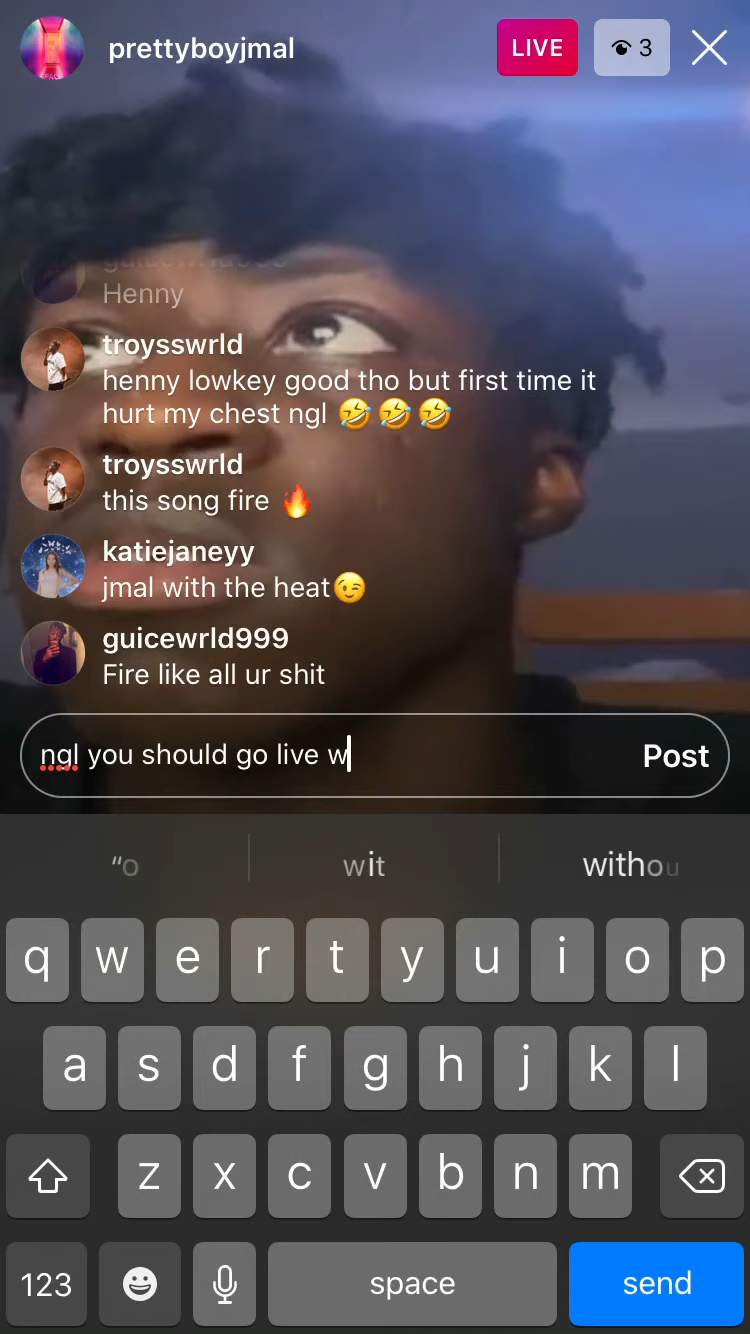 prettyboyjmal
LIVE
3
Henny
troysswrld
henny lowkey good tho but first time it
hurt my chest ngl 🤣🤣🤣
troysswrld
this song fire 🔥
katiejaneyy
jmal with the heat😉
guicewrld999
Fire like all ur shit
ngl you should go live w
Post
“o wit withou
q w e r t y u i o p
a s d f g h j k l
z x c v b n m
123 space send